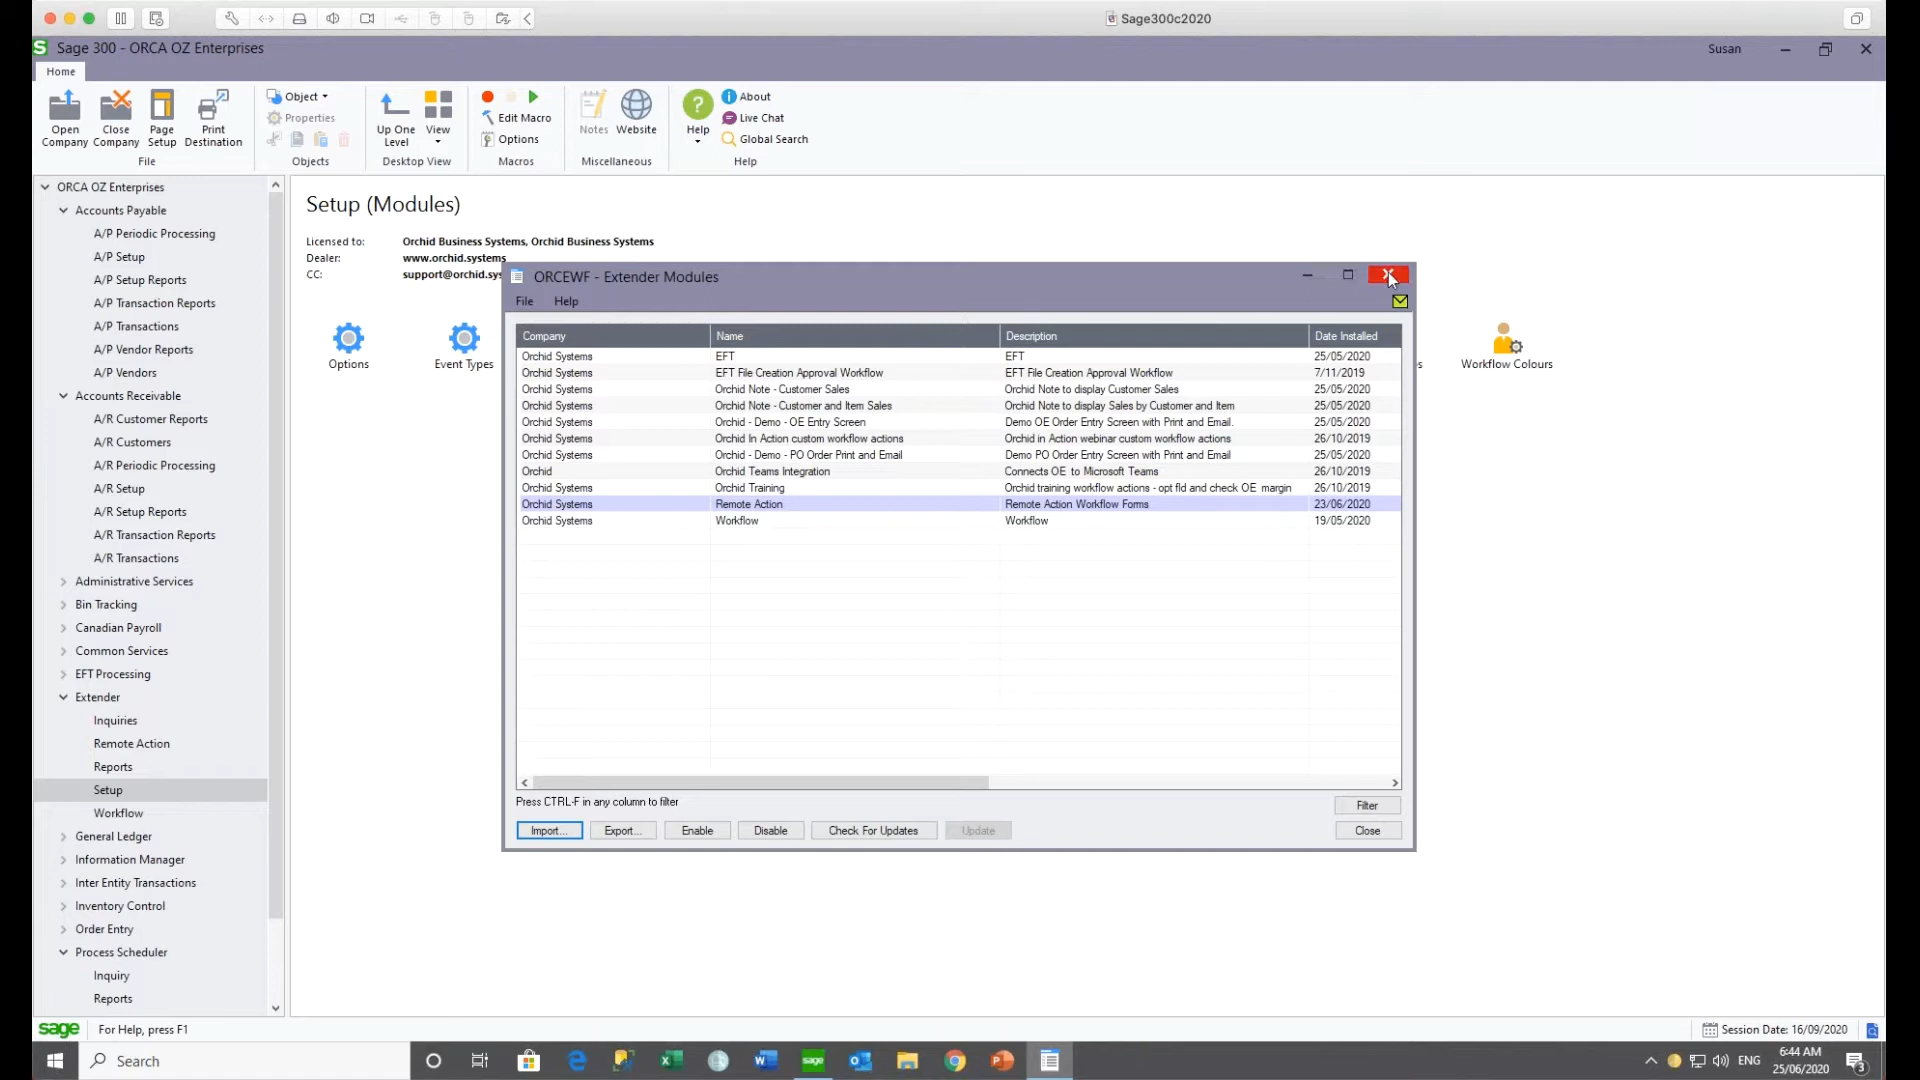 Sage300c2020
S Sage 300 - ORCA OZ Enterprises
Susan
Home
Open Company
Close Company
Page Setup
Print Destination
File
Object
Properties
Objects
Up One Level
View
Desktop View
Edit Macro
Options
Macros
Notes
Website
Miscellaneous
Help
About
Live Chat
Global Search
Help
ORCA OZ Enterprises
Accounts Payable
A/P Periodic Processing
A/P Setup
A/P Setup Reports
A/P Transaction Reports
A/P Transactions
A/P Vendor Reports
A/P Vendors
Accounts Receivable
A/R Customer Reports
A/R Customers
A/R Periodic Processing
A/R Setup
A/R Setup Reports
A/R Transaction Reports
A/R Transactions
Administrative Services
Bin Tracking
Canadian Payroll
Common Services
EFT Processing
Extender
Inquiries
Remote Action
Reports
Setup
Workflow
General Ledger
Information Manager
Inter Entity Transactions
Inventory Control
Order Entry
Process Scheduler
Inquiry
Reports
Setup (Modules)
Licensed to: Orchid Business Systems, Orchid Business Systems
Dealer: www.orchid.systems
CC: support@orchid.sys
Options
Event Types
Workflow Colours
ORCEWF - Extender Modules
File Help
Company Name Description Date Installed
Orchid Systems EFT EFT 25/05/2020
Orchid Systems EFT File Creation Approval Workflow EFT File Creation Approval Workflow 7/11/2019
Orchid Systems Orchid Note - Customer Sales Orchid Note to display Customer Sales 25/05/2020
Orchid Systems Orchid Note - Customer and Item Sales Orchid Note to display Sales by Customer and Item 25/05/2020
Orchid Systems Orchid - Demo - OE Entry Screen Demo OE Order Entry Screen with Print and Email. 25/05/2020
Orchid Systems Orchid In Action custom workflow actions Orchid in Action webinar custom workflow actions 26/10/2019
Orchid Systems Orchid - Demo - PO Order Print and Email Demo PO Order Entry Screen with Print and Email 25/05/2020
Orchid Orchid Teams Integration Connects OE to Microsoft Teams 26/10/2019
Orchid Systems Orchid Training Orchid training workflow actions - opt fld and check OE margin 26/10/2019
Orchid Systems Remote Action Remote Action Workflow Forms 23/06/2020
Orchid Systems Workflow Workflow 19/05/2020
Press CTRL-F in any column to filter
Filter
Import... Export... Enable Disable Check For Updates Update Close
sage For Help, press F1
Session Date: 16/09/2020
Search
sage
ENG
6:44 AM
25/06/2020
3